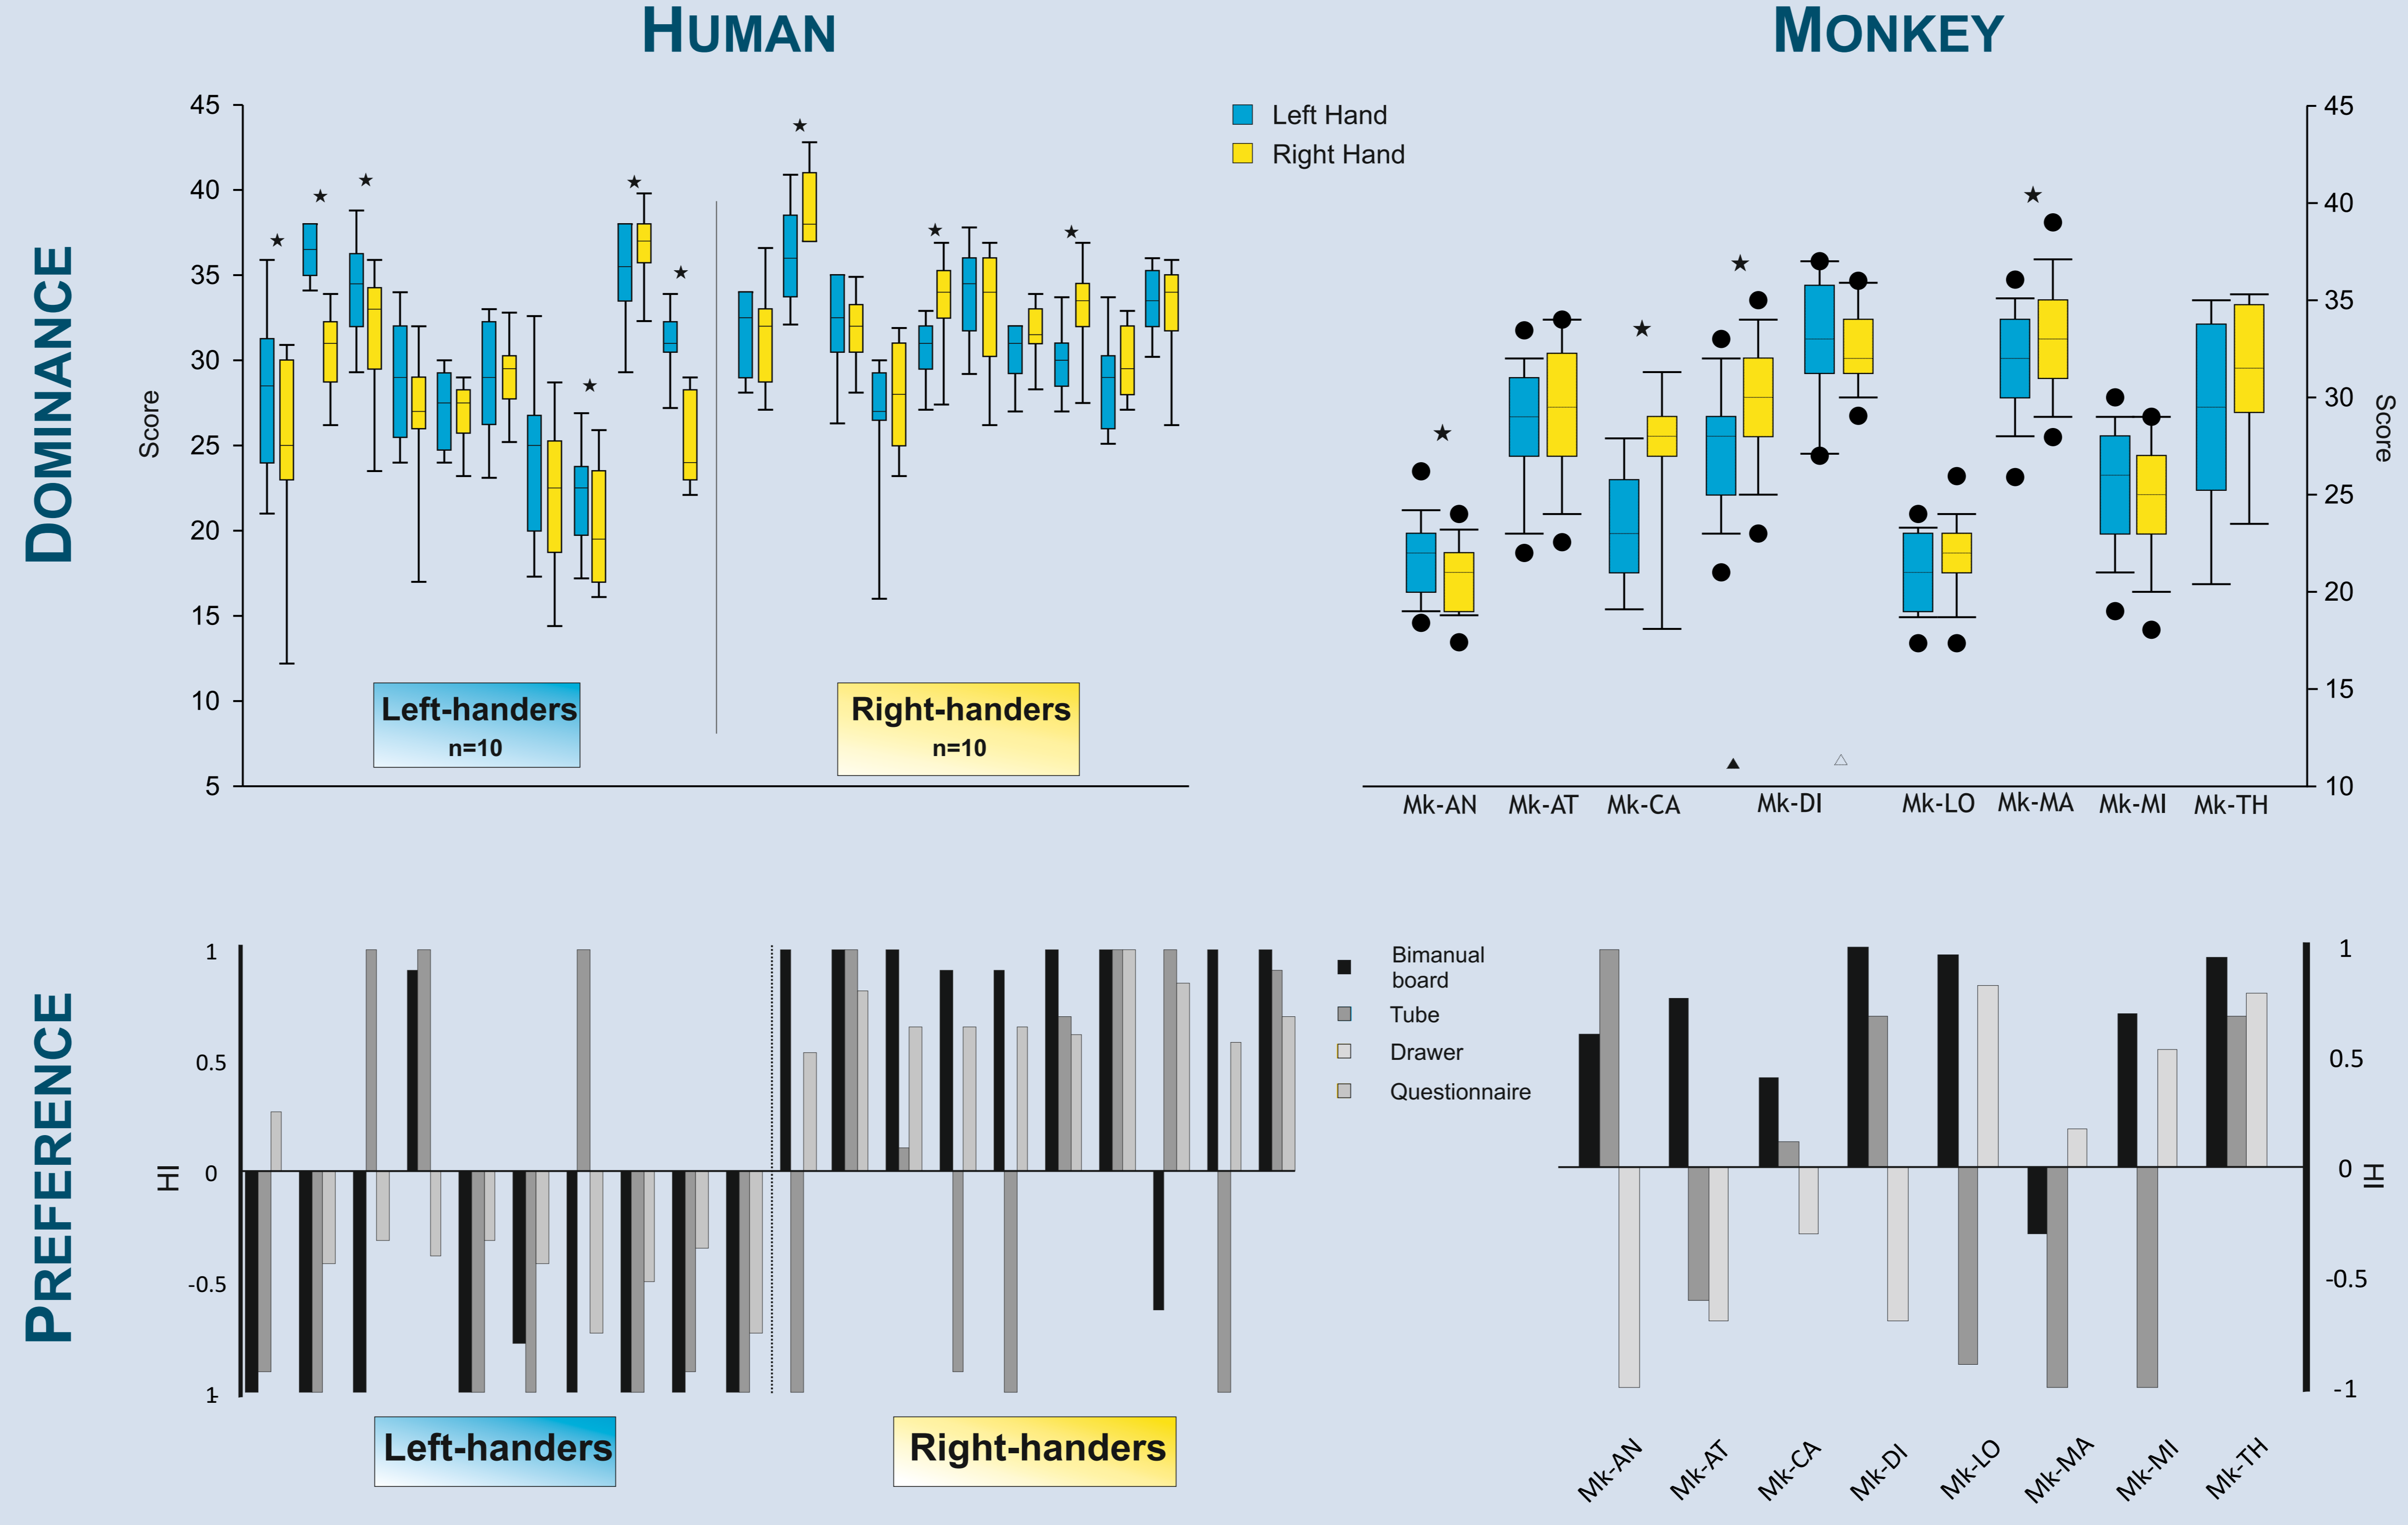 HUMAN
MONKEY
DOMINANCE
Score
45
40
35
30
25
20
15
10
5
Left-handers
n=10
Right-handers
n=10
Left Hand
Right Hand
45
40
35
30
25
20
15
10
Score
Mk-AN
Mk-AT
Mk-CA
Mk-DI
Mk-LO
Mk-MA
Mk-MI
Mk-TH
PREFERENCE
HI
1
0.5
0
-0.5
1-
Left-handers
Right-handers
Bimanual
board
Tube
Drawer
Questionnaire
1
0.5
0
-0.5
-1
HI
Mk-AN
Mk-AT
Mk-CA
Mk-DI
Mk-LO
Mk-MA
Mk-MI
Mk-TH